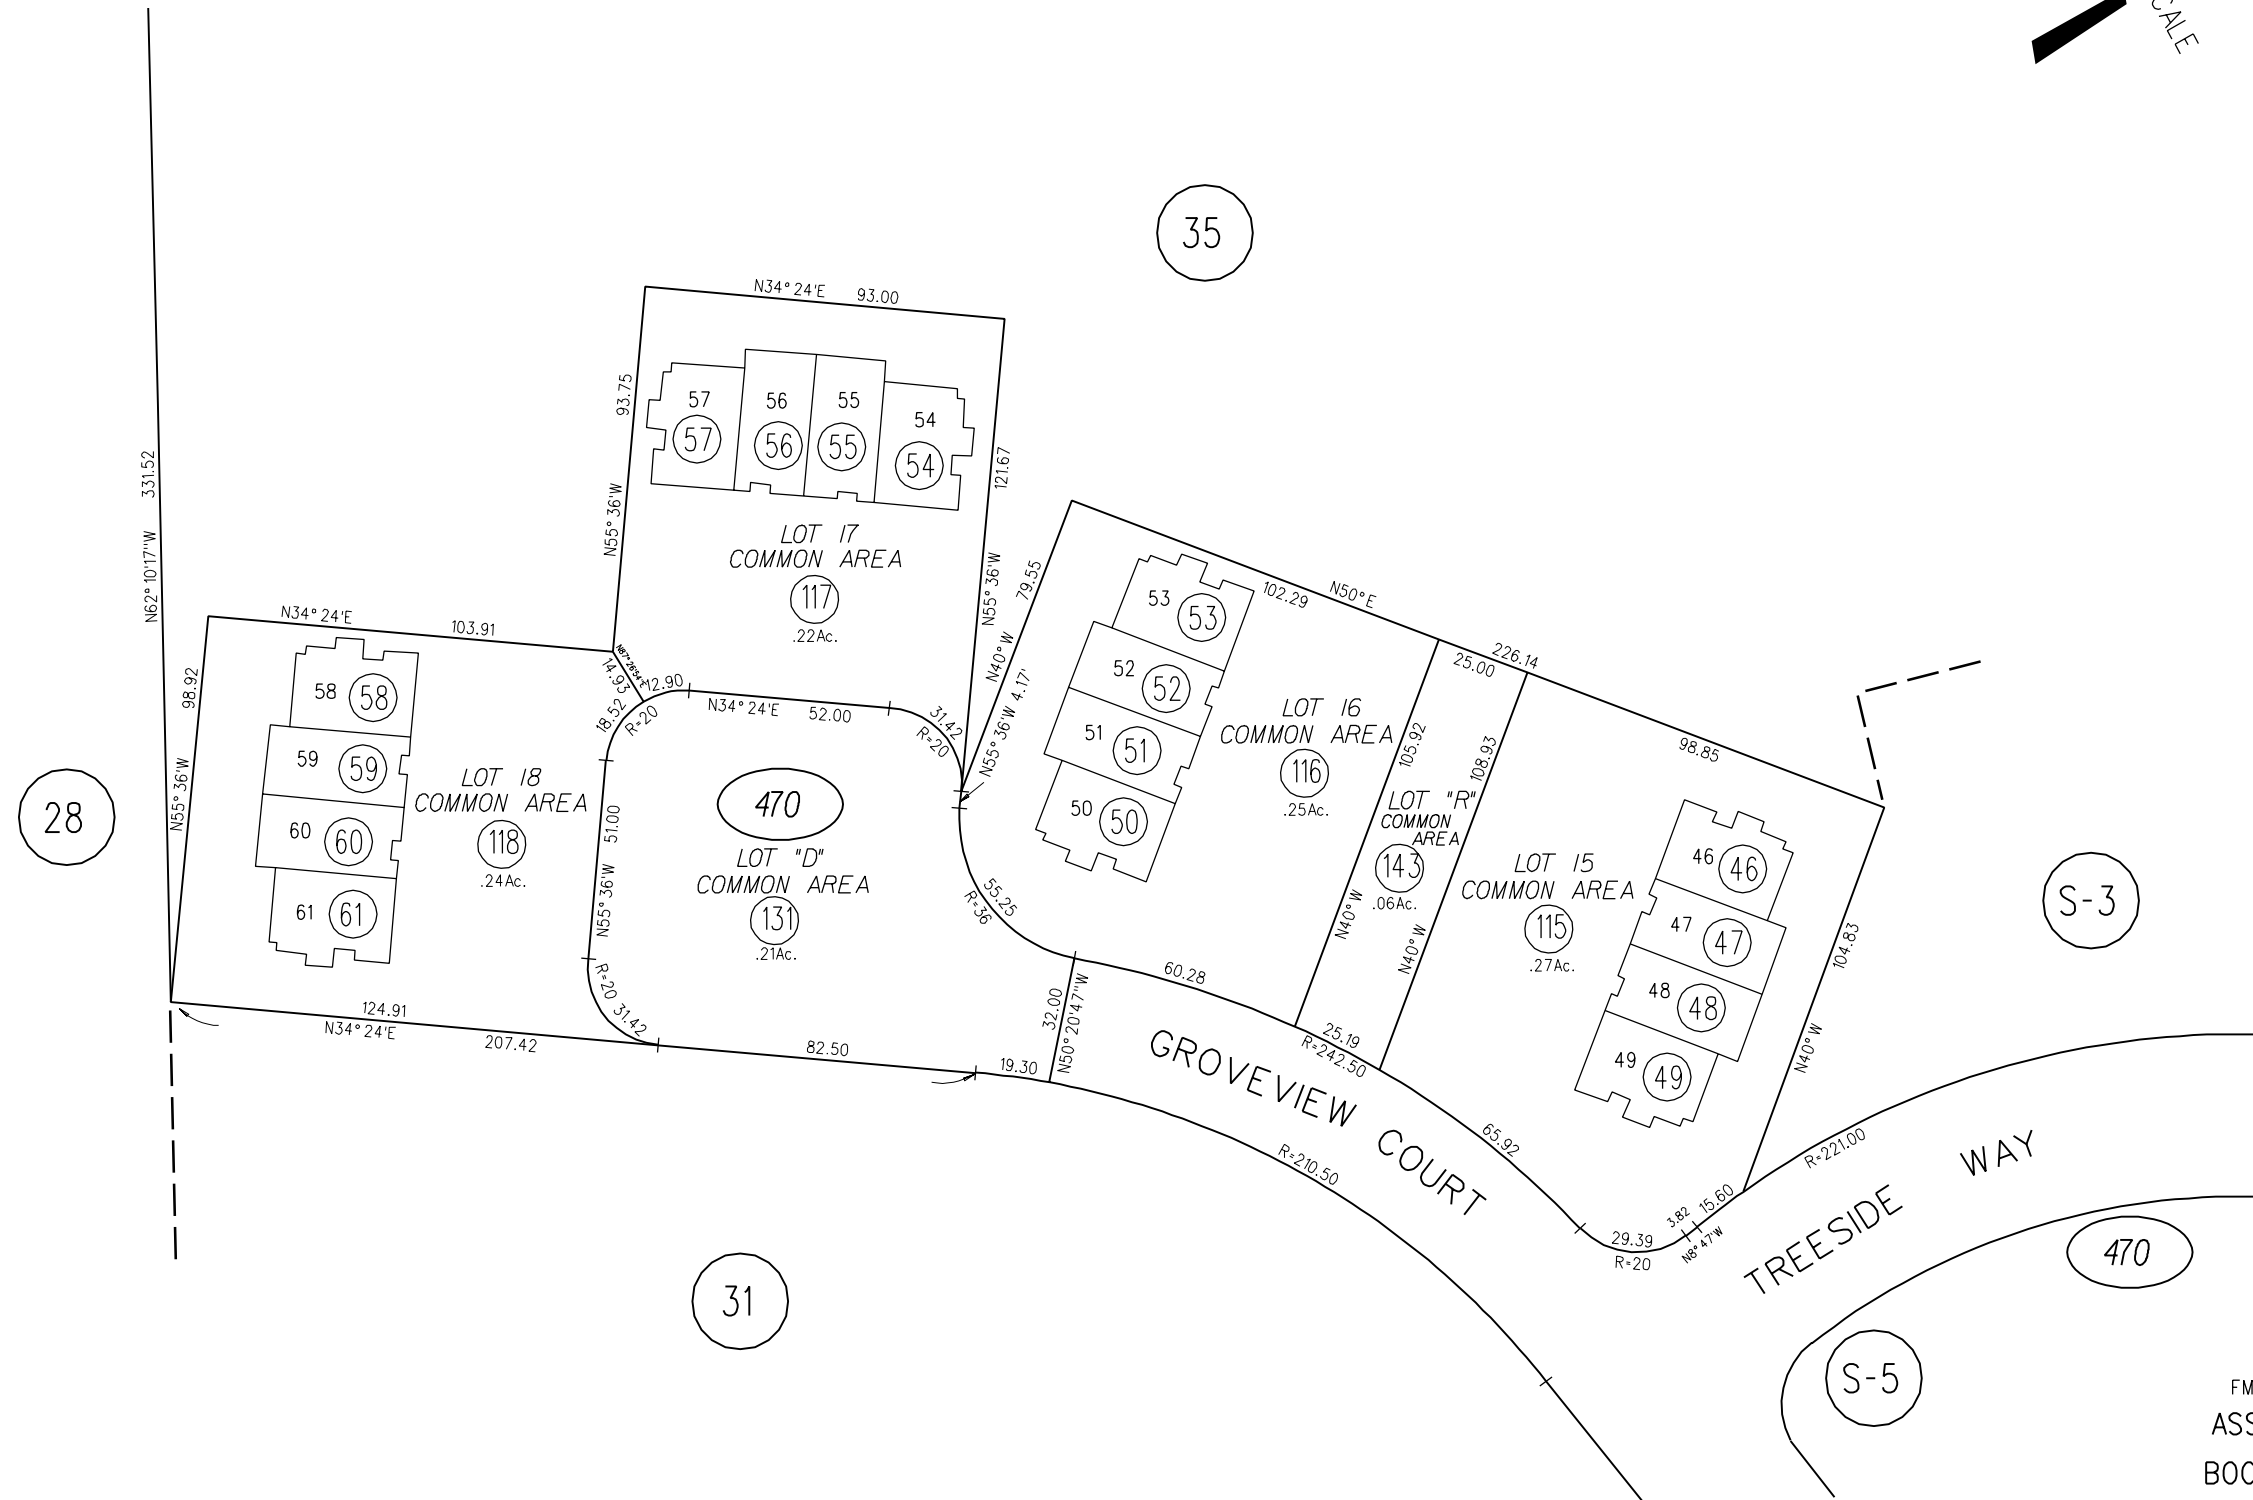 CALE
35
28
31
S-3
S-5
N62°10'17"W 331.52
N34°24'E 93.00
N55°36'W 93.75
57
57
56
56
55
55
54
54
LOT 17
COMMON AREA
117
.22Ac.
N55°36'W 121.67
N34°24'E 103.91
N55°36'W 98.92
N87°26'54"E
14.93
12.90
18.52
R=20
N34°24'E 52.00
31.42
R=20
N55°36'W 4.17'
58
58
59
59
60
60
61
61
LOT 18
COMMON AREA
118
.24Ac.
N55°36'W 51.00
R=20 31.42
470
LOT "D"
COMMON AREA
131
.21Ac.
124.91
N34°24'E 207.42
82.50
19.30
32.00
N50°20'47"W
N40°W 79.55
102.29 N50°E
25.00 226.14
98.85
53
53
52
52
51
51
50
50
LOT 16
COMMON AREA
116
.25Ac.
55.25
R=36
60.28
N40°W 105.92
LOT "R"
COMMON
AREA
143
.06Ac.
N40°W 108.93
25.19
R=242.50
LOT 15
COMMON AREA
115
.27Ac.
46
46
47
47
48
48
49
49
N40°W 104.83
65.92
29.39
R=20
3.82
N8°47'W
15.60
R=221.00
R=210.50
GROVEVIEW COURT
TREESIDE WAY
470
FM
ASS
BOO